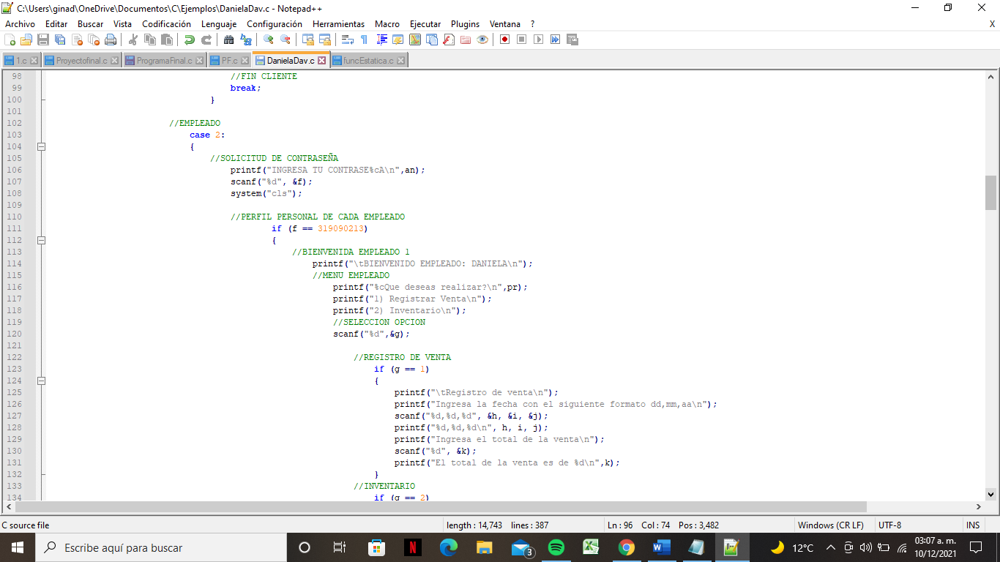 C:\Users\ginad\OneDrive\Documentos\C\Ejemplos\DanielaDav.c - Notepad++
Archivo Editar Buscar Vista Codificación Lenguaje Configuración Herramientas Macro Ejecutar Plugins Ventana ? X
1.c Proyectofinal.c ProgramaFinal.c PF.c DanielaDav.c funcEstatica.c
98 //FIN CLIENTE
99 break;
100 }
101
102 //EMPLEADO
103 case 2:
104 {
105 //SOLICITUD DE CONTRASEÑA
106 printf("INGRESA TU CONTRASE%cA\n",an);
107 scanf("%d", &f);
108 system("cls");
109
110 //PERFIL PERSONAL DE CADA EMPLEADO
111 if (f == 319090213)
112 {
113 //BIENVENIDA EMPLEADO 1
114 printf("\tBIENVENIDO EMPLEADO: DANIELA\n");
115 //MENU EMPLEADO
116 printf("%cQue deseas realizar?\n",pr);
117 printf("1) Registrar Venta\n");
118 printf("2) Inventario\n");
119 //SELECCION OPCION
120 scanf("%d",&g);
121
122 //REGISTRO DE VENTA
123 if (g == 1)
124 {
125 printf("\tRegistro de venta\n");
126 printf("Ingresa la fecha con el siguiente formato dd,mm,aa\n");
127 scanf("%d,%d,%d", &h, &i, &j);
128 printf("%d,%d,%d\n", h, i, j);
129 printf("Ingresa el total de la venta\n");
130 scanf("%d", &k);
131 printf("El total de la venta es de %d\n",k);
132 }
133 //INVENTARIO
134 if (g == 2)
C source file length : 14,743 lines : 387 Ln : 96 Col : 74 Pos : 3,482 Windows (CR LF) UTF-8 INS
Escribe aquí para buscar
3
12°C
03:07 a. m.
10/12/2021